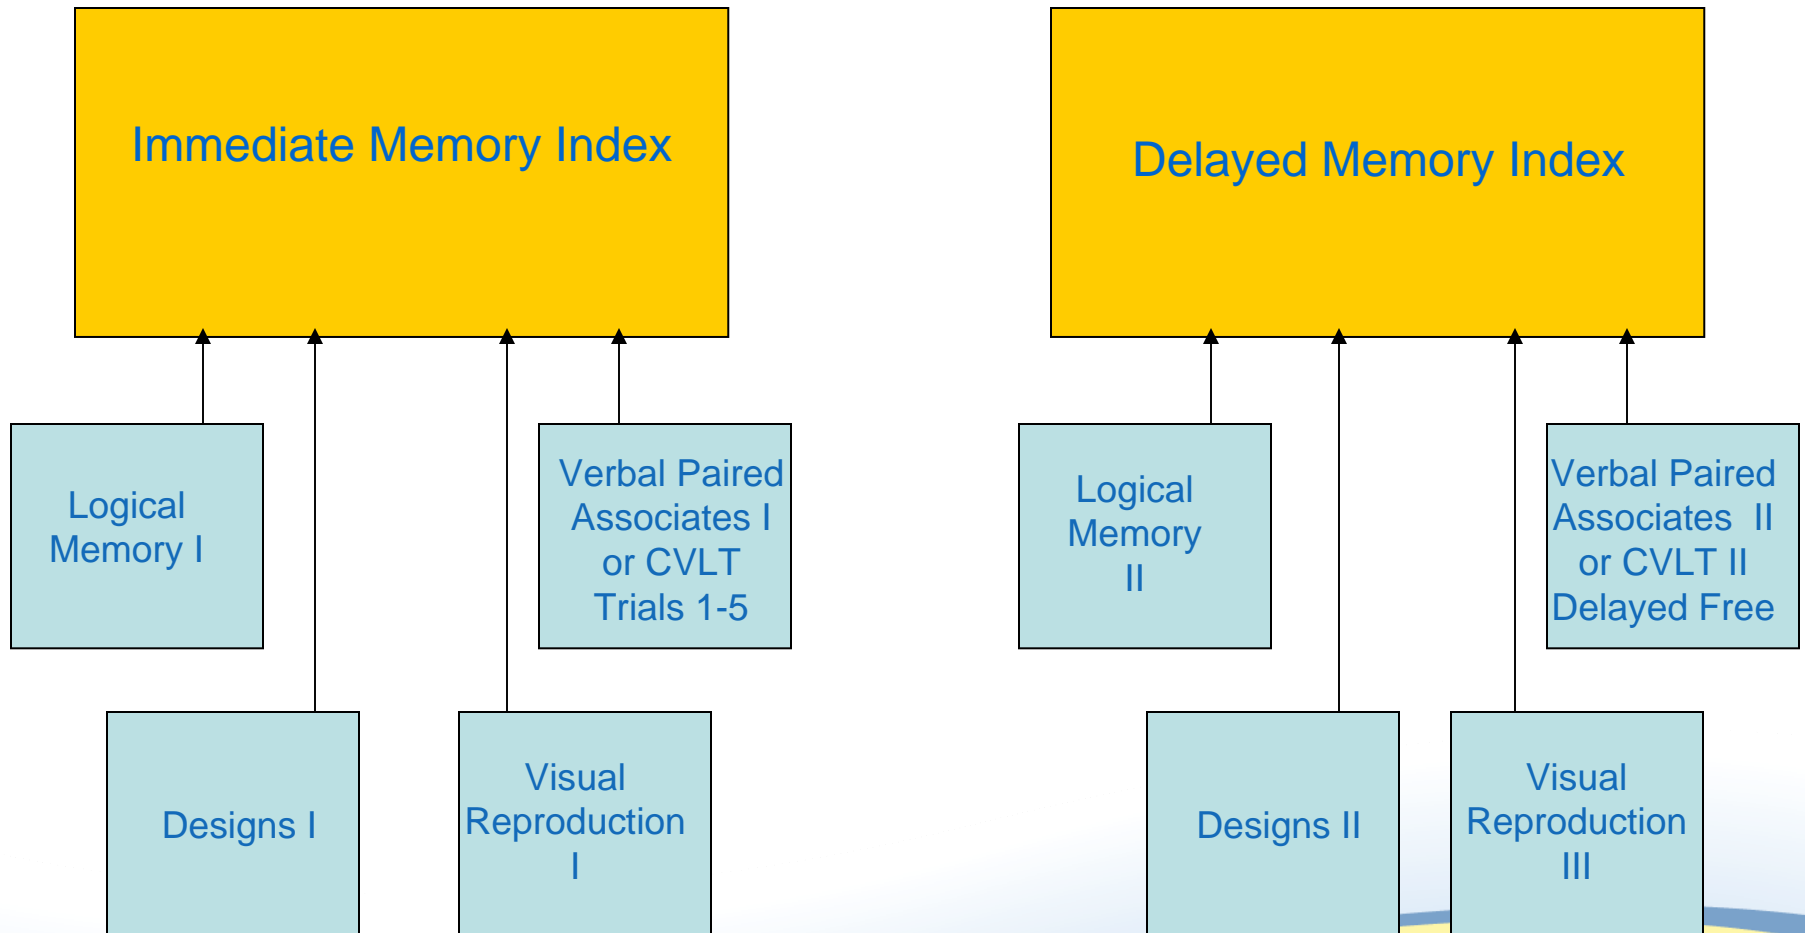 Immediate Memory Index
Delayed Memory Index
Logical
Memory I
Verbal Paired
Associates I
or CVLT
Trials 1-5
Logical
Memory
II
Verbal Paired
Associates II
or CVLT II
Delayed Free
Designs I
Visual
Reproduction
I
Designs II
Visual
Reproduction
III